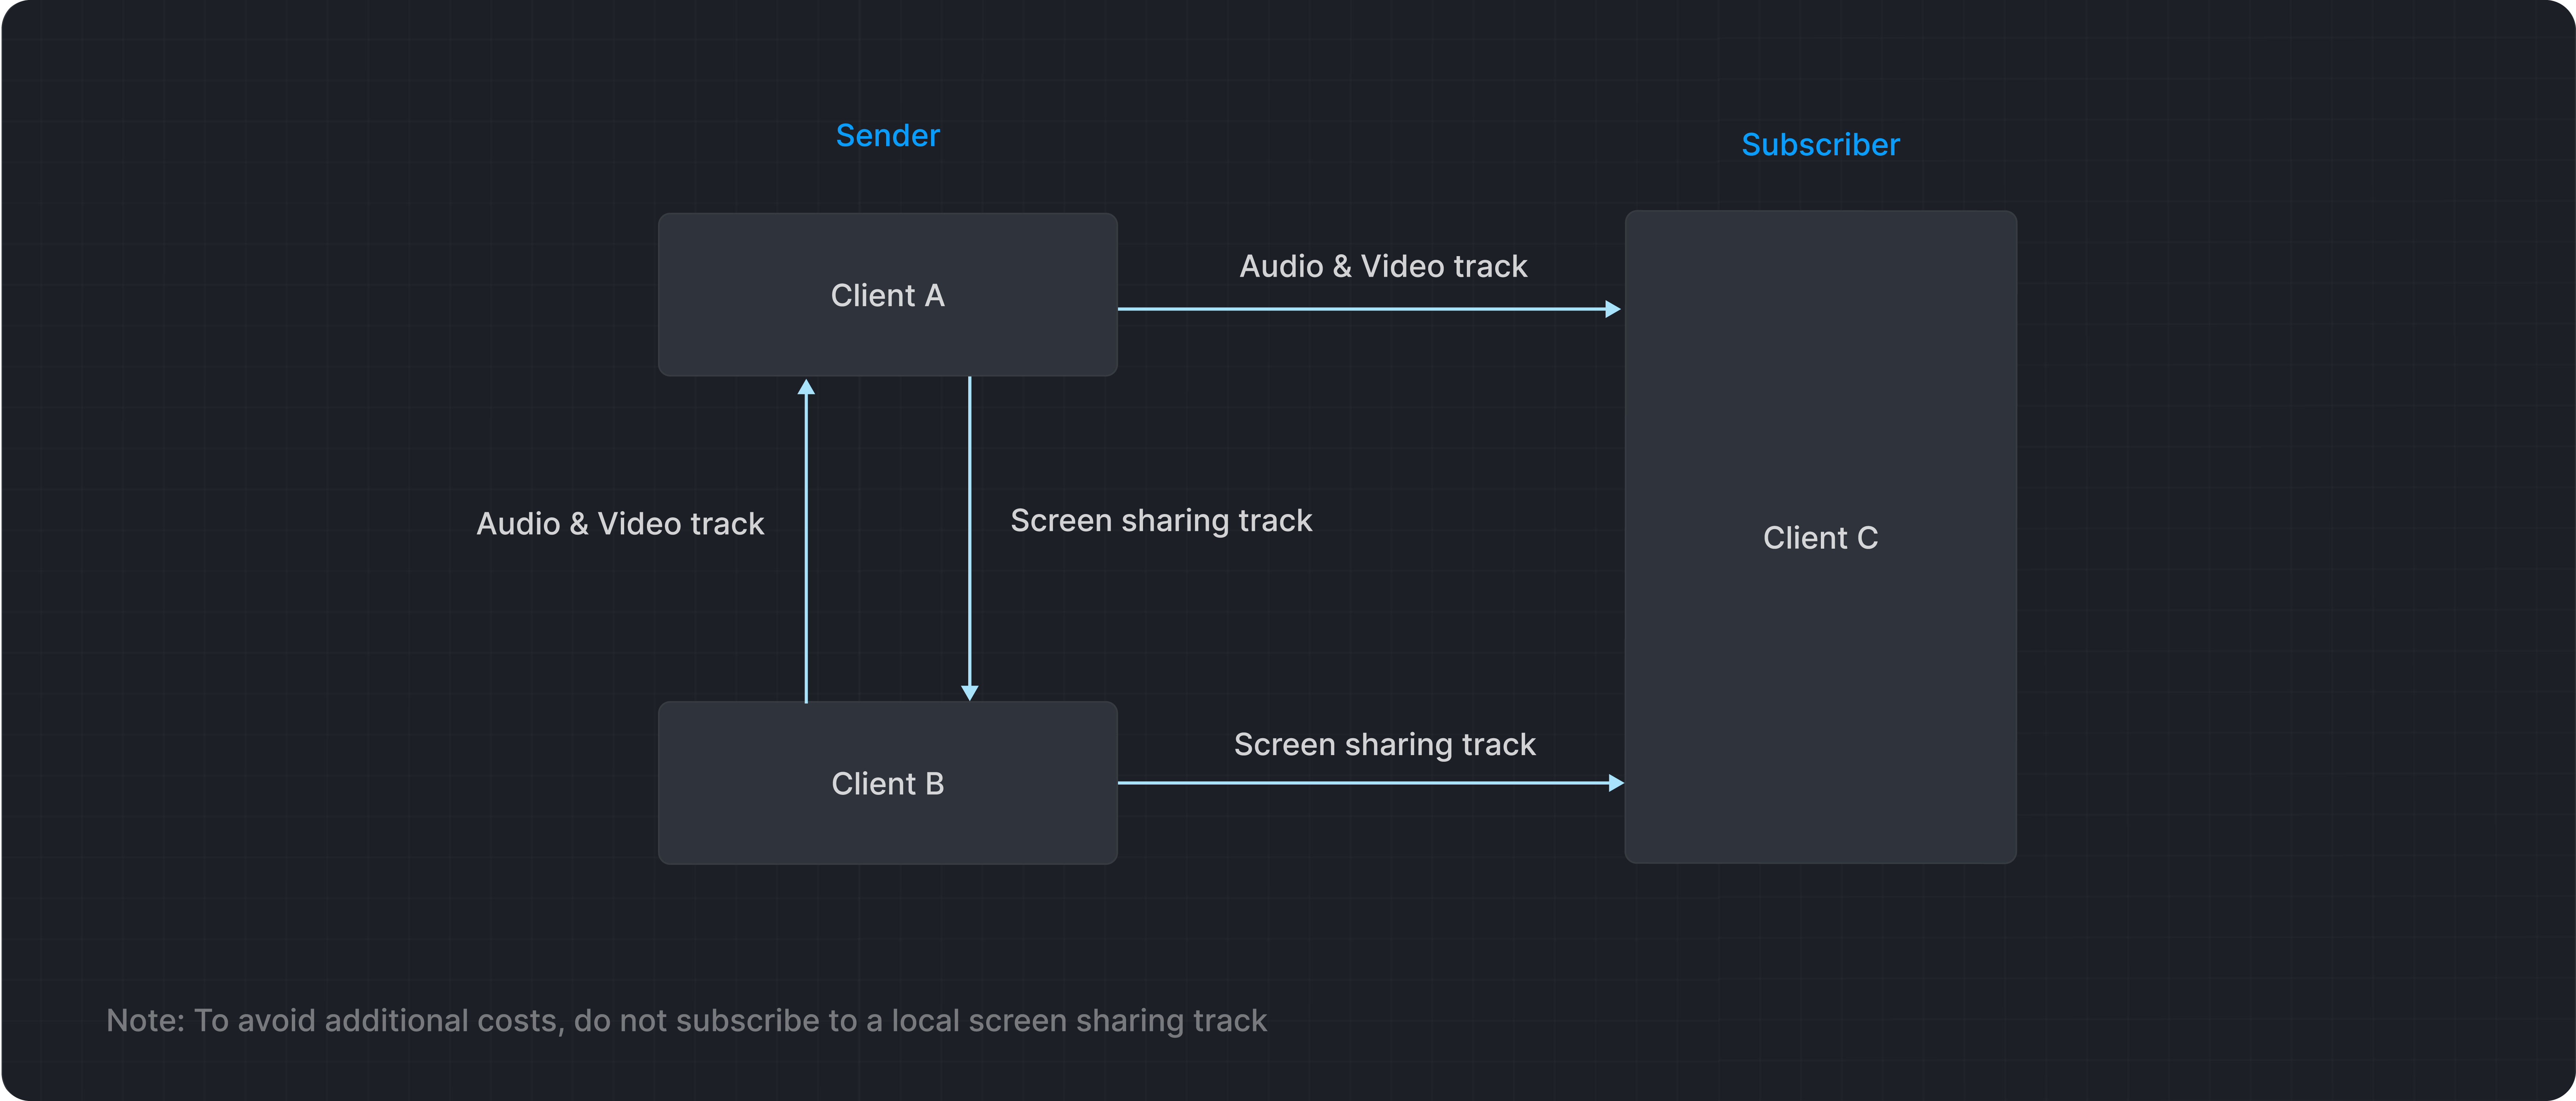 Sender
Subscriber
Audio & Video track
Client A
Audio & Video track
Screen sharing track
Client C
Screen sharing track
Client B
Note: To avoid additional costs, do not subscribe to a local screen sharing track